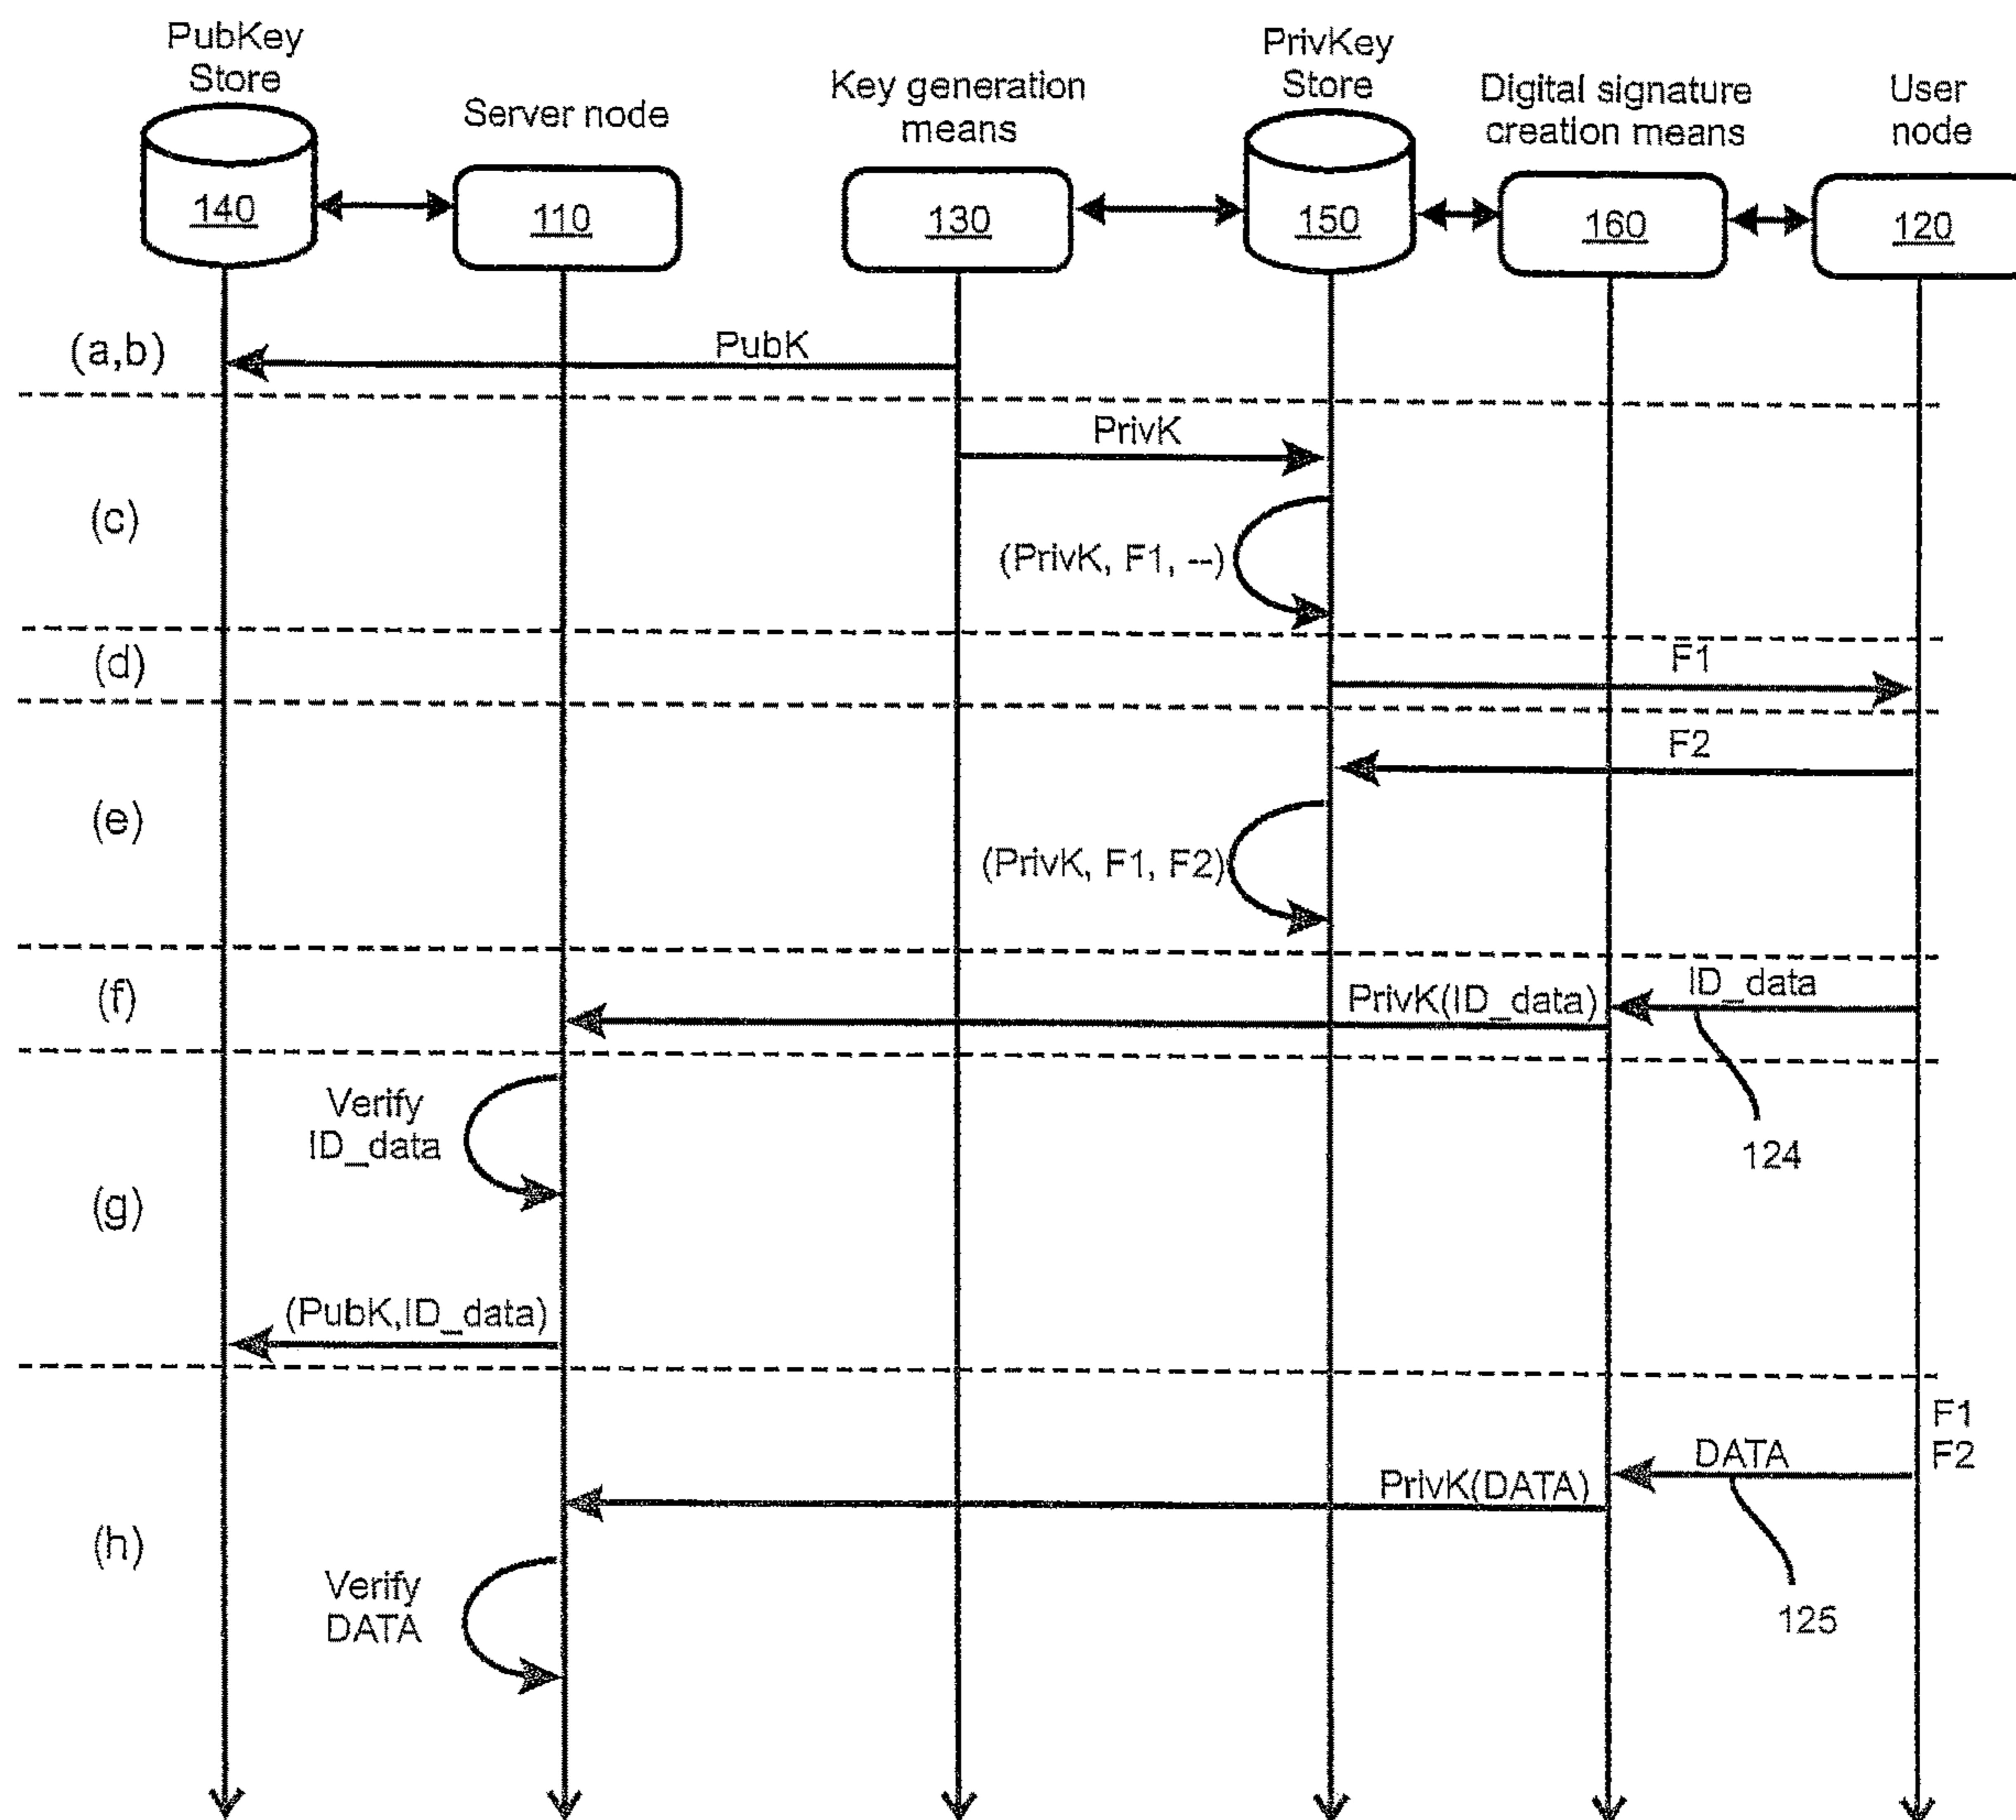 PubKey
Store
Server node
Key generation
means
PrivKey
Store
Digital signature
creation means
User
node
140
110
130
150
160
120
(a,b)
PubK
PrivK
(c)
(PrivK, F1, --)
(d)
F1
F2
(e)
(PrivK, F1, F2)
(f)
PrivK(ID_data)
ID_data
Verify
ID_data
124
(g)
(PubK,ID_data)
F1
F2
DATA
PrivK(DATA)
(h)
Verify
DATA
125